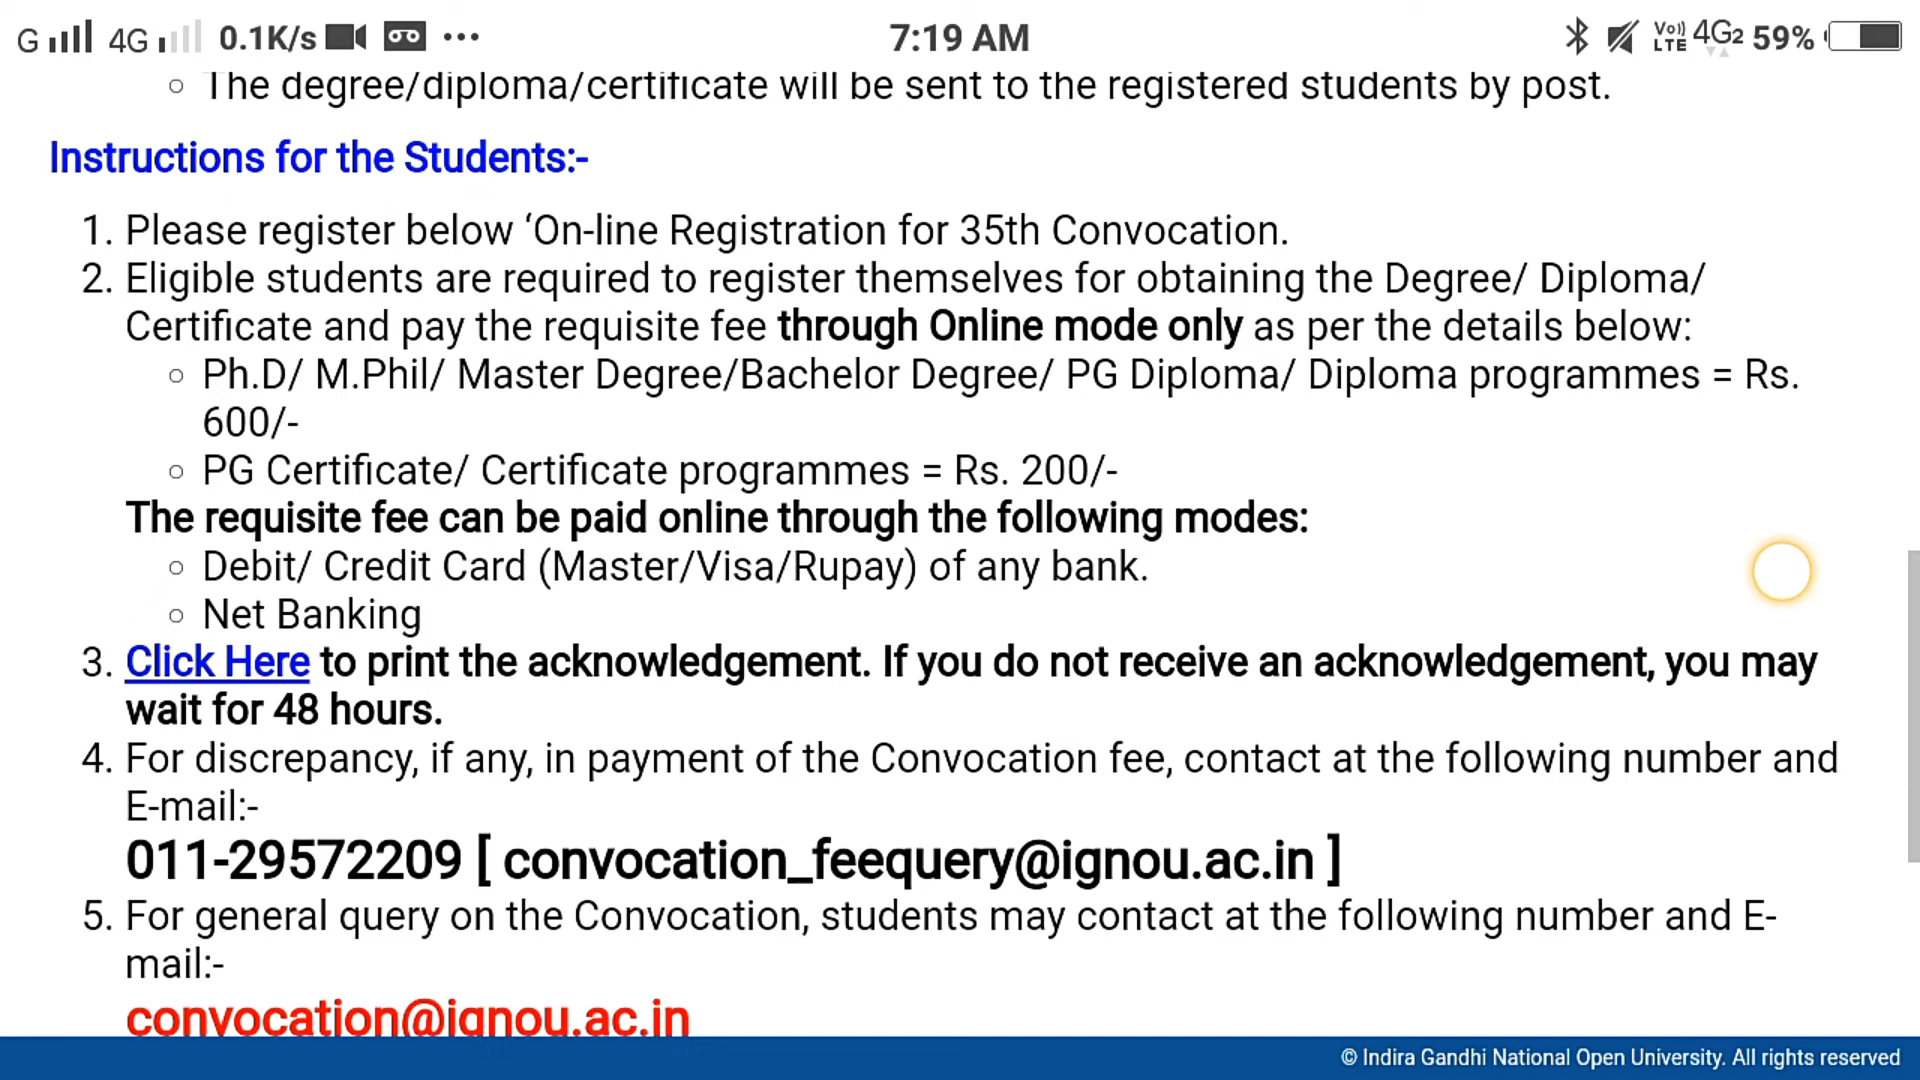 G 4G 0.1K/s ... 7:19 AM Vo)) LTE 4G2 59%
○ The degree/diploma/certificate will be sent to the registered students by post.
Instructions for the Students:-
1. Please register below ‘On-line Registration for 35th Convocation.
2. Eligible students are required to register themselves for obtaining the Degree/ Diploma/
Certificate and pay the requisite fee through Online mode only as per the details below:
○ Ph.D/ M.Phil/ Master Degree/Bachelor Degree/ PG Diploma/ Diploma programmes = Rs.
600/-
○ PG Certificate/ Certificate programmes = Rs. 200/-
The requisite fee can be paid online through the following modes:
○ Debit/ Credit Card (Master/Visa/Rupay) of any bank.
○ Net Banking
3. Click Here to print the acknowledgement. If you do not receive an acknowledgement, you may
wait for 48 hours.
4. For discrepancy, if any, in payment of the Convocation fee, contact at the following number and
E-mail:-
011-29572209 [ convocation_feequery@ignou.ac.in ]
5. For general query on the Convocation, students may contact at the following number and E-
mail:-
convocation@ignou.ac.in
© Indira Gandhi National Open University. All rights reserved